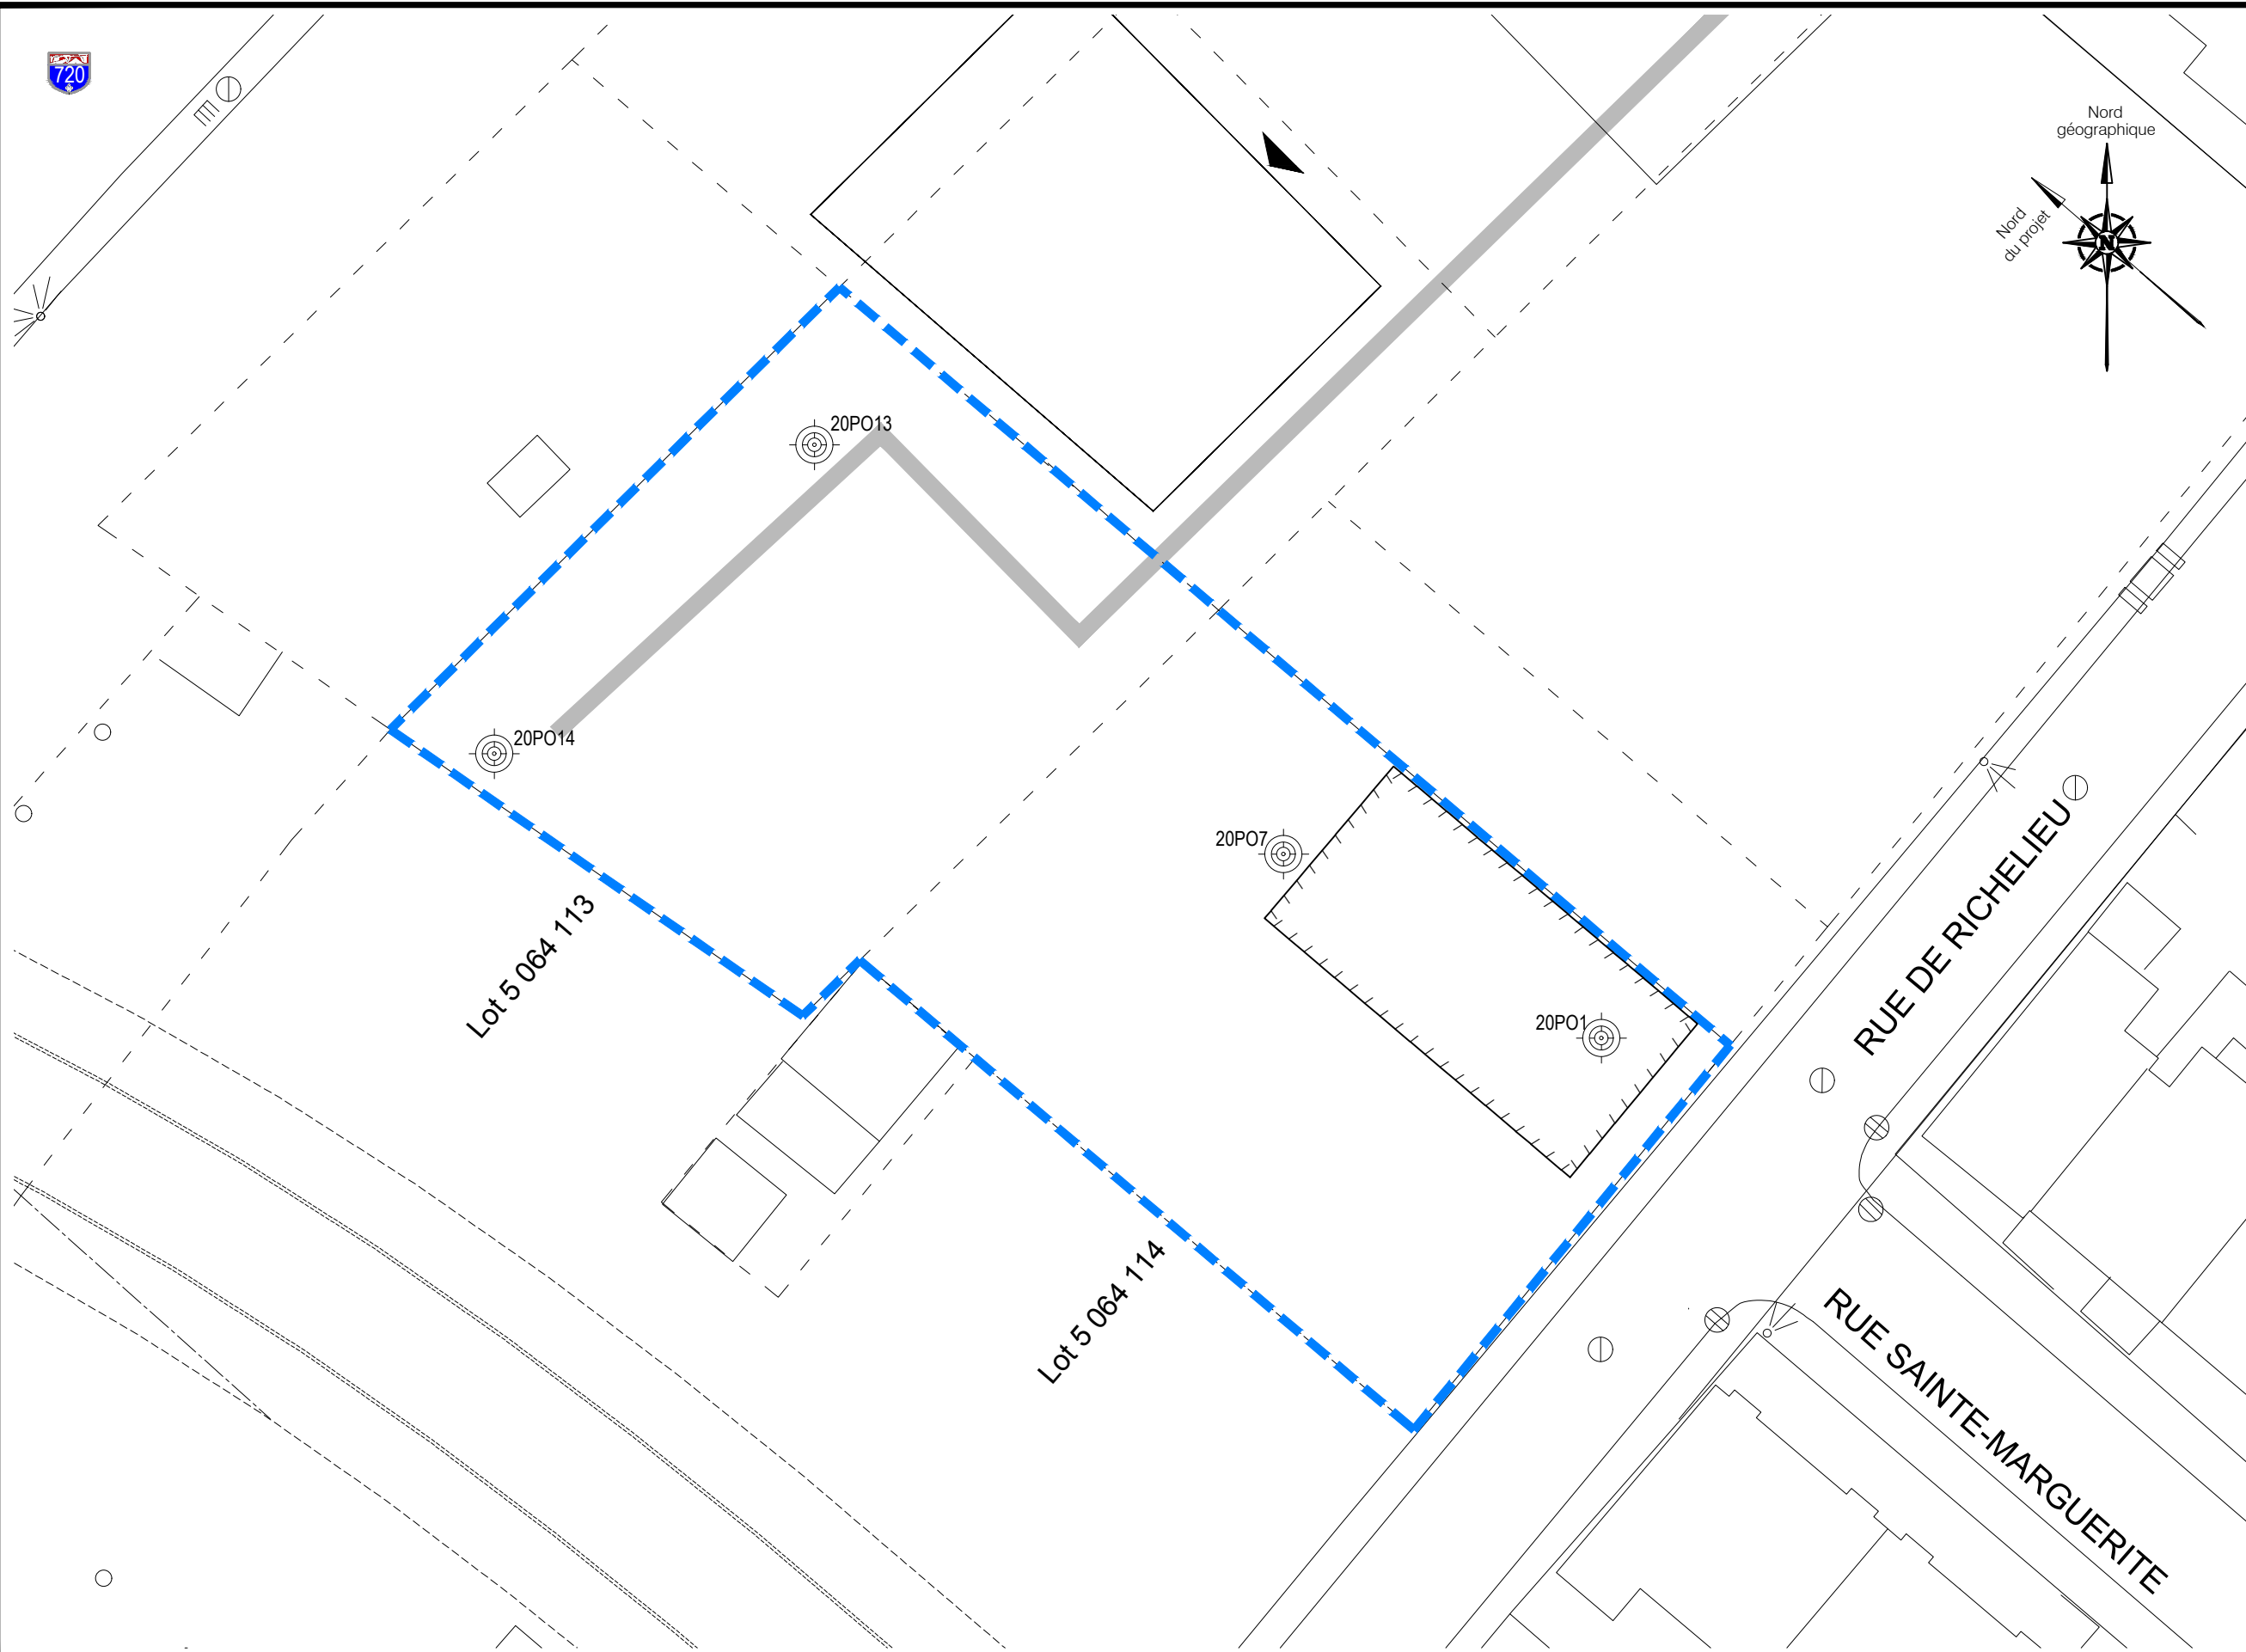 720
Nord
géographique
Nord
du projet
N
20PO13
20PO14
20PO7
20PO1
Lot 5 064 113
Lot 5 064 114
RUE DE RICHELIEU
RUE SAINTE-MARGUERITE